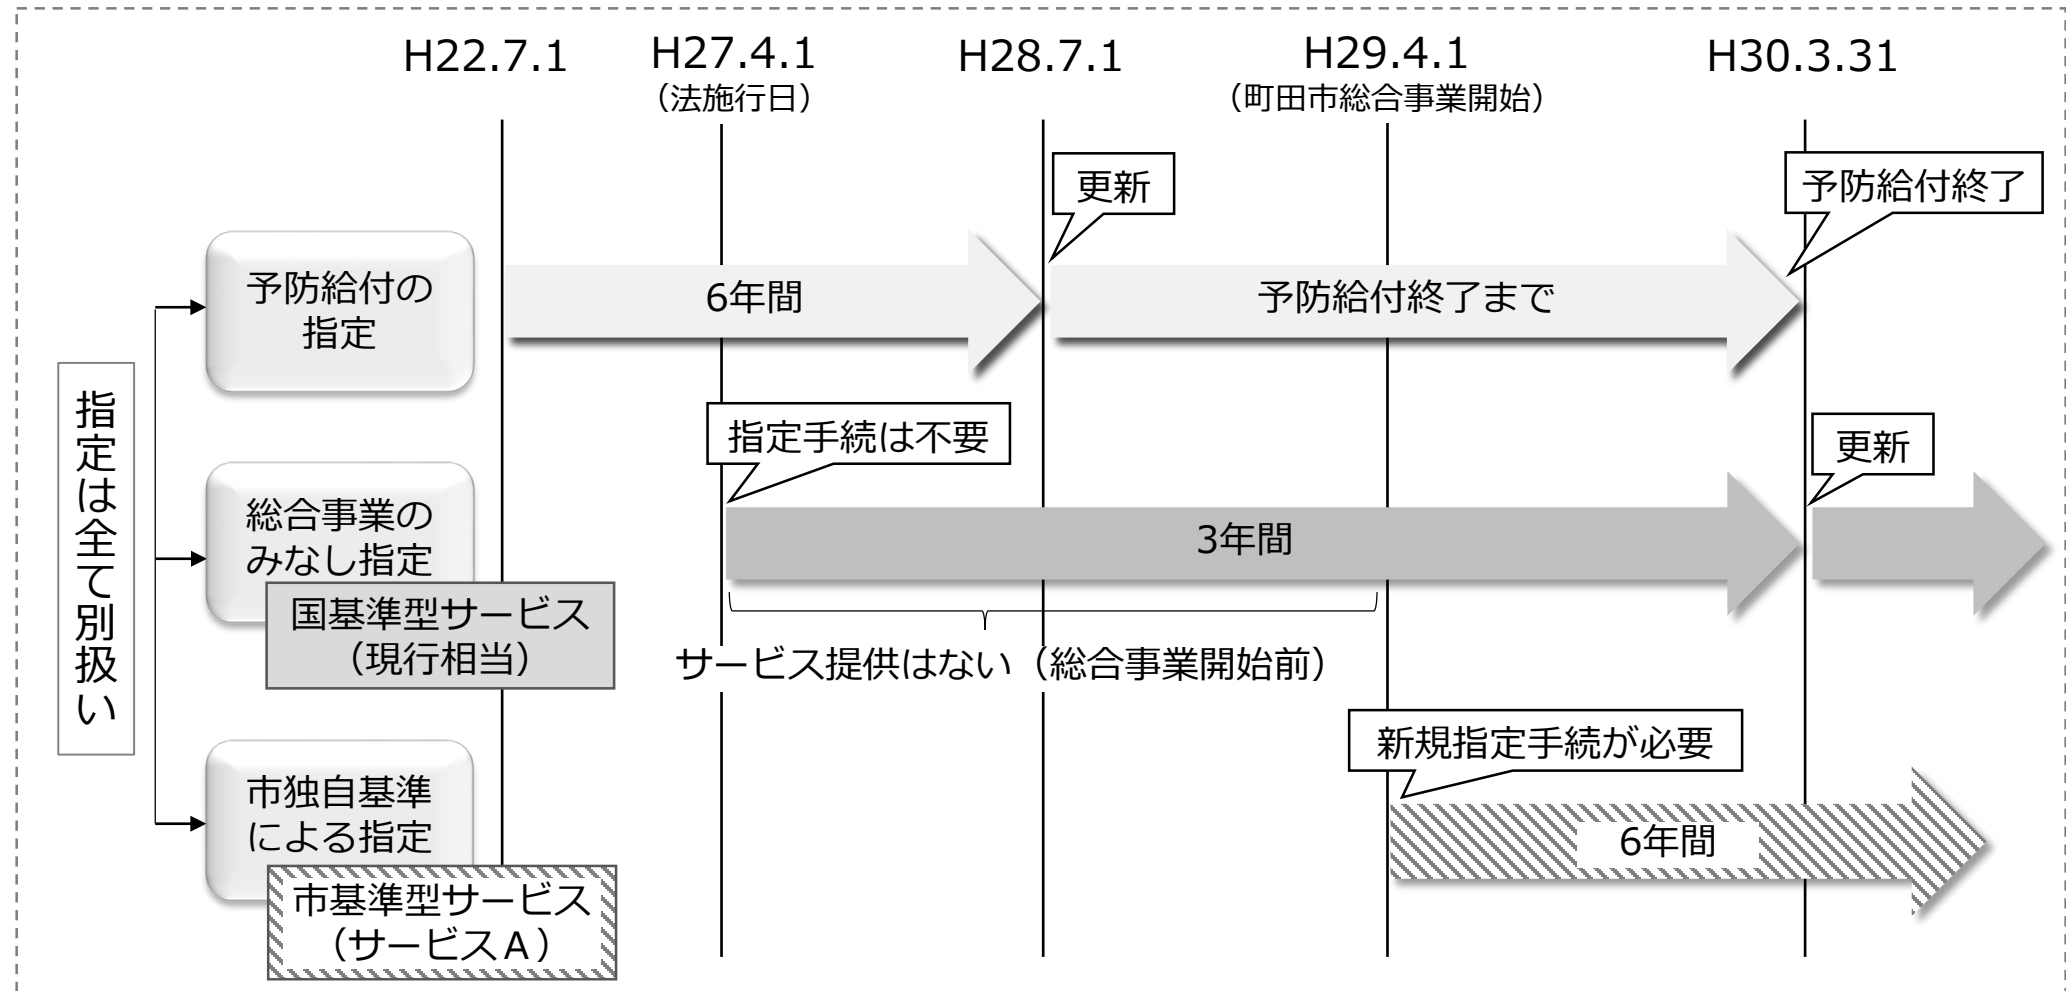 H22.7.1
H27.4.1
（法施行日）
H28.7.1
H29.4.1
（町田市総合事業開始）
H30.3.31
更新
予防給付終了
予防給付の
指定
6年間
予防給付終了まで
指定は全て別扱い
指定手続は不要
更新
総合事業の
みなし指定
3年間
国基準型サービス
（現行相当）
サービス提供はない（総合事業開始前）
新規指定手続が必要
市独自基準
による指定
6年間
市基準型サービス
（サービスＡ）